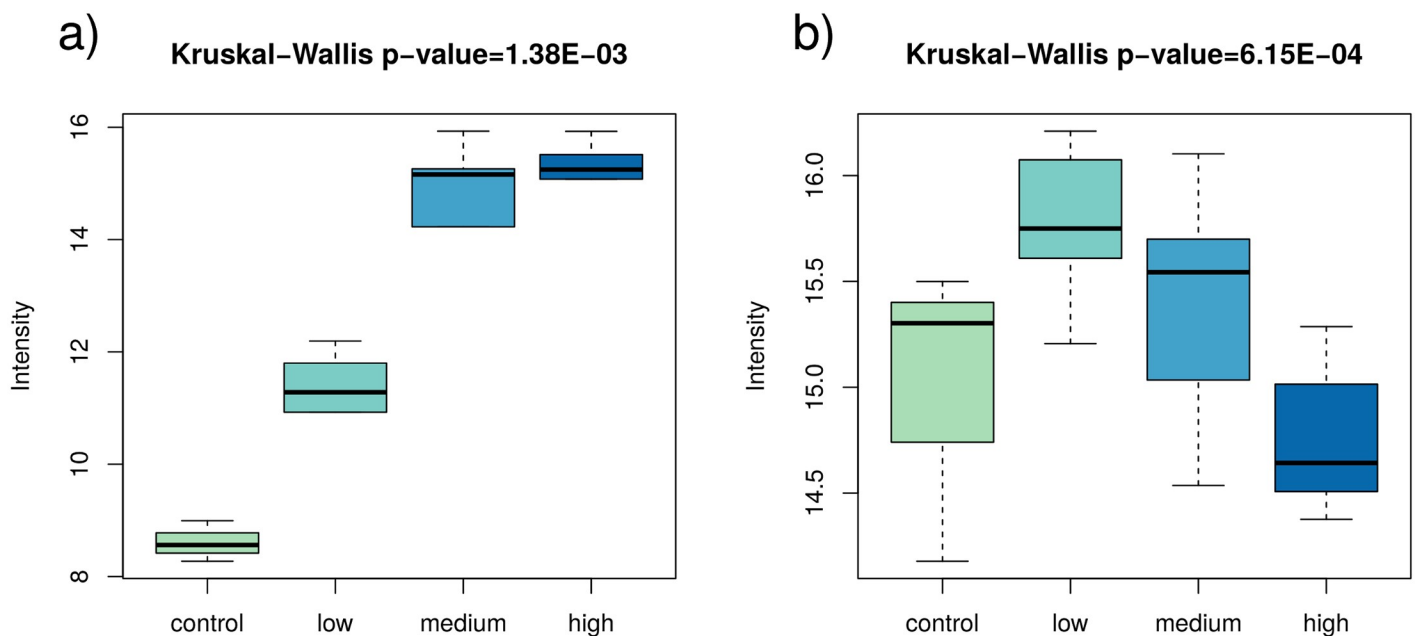 a)
Kruskal−Wallis p−value=1.38E−03
Intensity
16
14
12
10
8
control low medium high
b)
Kruskal−Wallis p−value=6.15E−04
Intensity
16.0
15.5
15.0
14.5
control low medium high